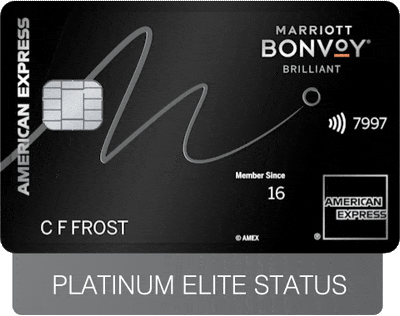 AMERICAN EXPRESS
MARRIOTT
BONVOY®
BRILLIANT
7997
Member Since
16
AMERICAN
EXPRESS
C F FROST
© AMEX
®
PLATINUM ELITE STATUS